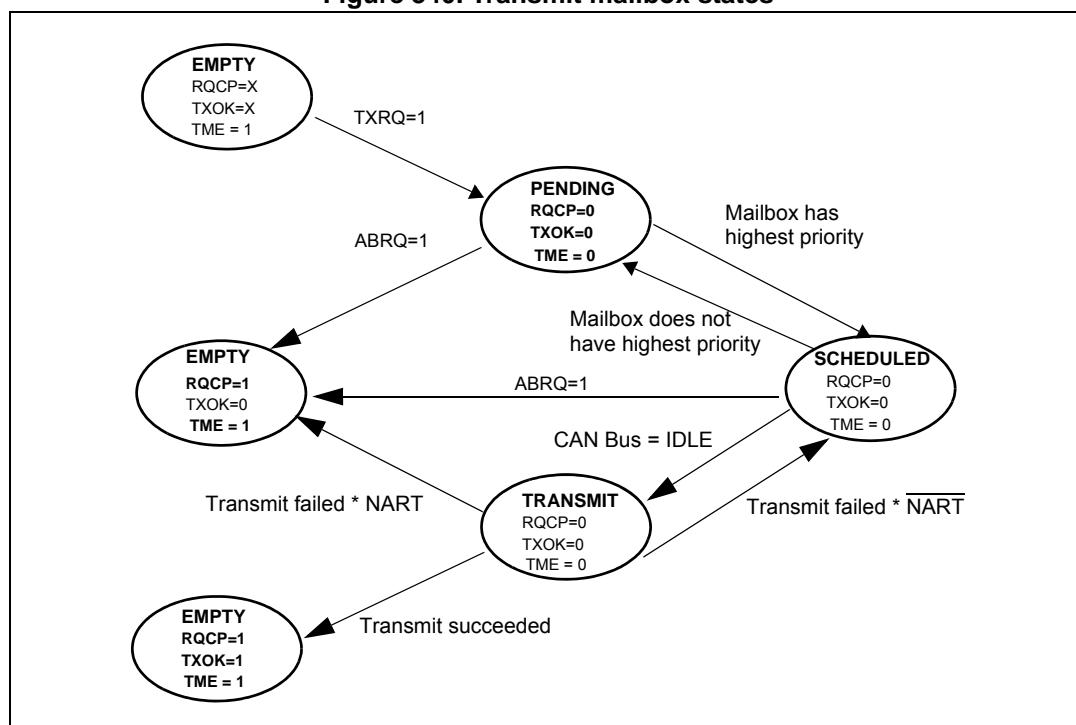 Figure 346. Transmit mailbox states
EMPTY
RQCP=X
TXOK=X
TME = 1
TXRQ=1
PENDING
RQCP=0
TXOK=0
TME = 0
Mailbox has
highest priority
ABRQ=1
Mailbox does not
have highest priority
EMPTY
RQCP=1
TXOK=0
TME = 1
SCHEDULED
RQCP=0
TXOK=0
TME = 0
ABRQ=1
CAN Bus = IDLE
Transmit failed * NART
TRANSMIT
RQCP=0
TXOK=0
TME = 0
Transmit failed * N̅A̅R̅T̅
EMPTY
RQCP=1
TXOK=1
TME = 1
Transmit succeeded